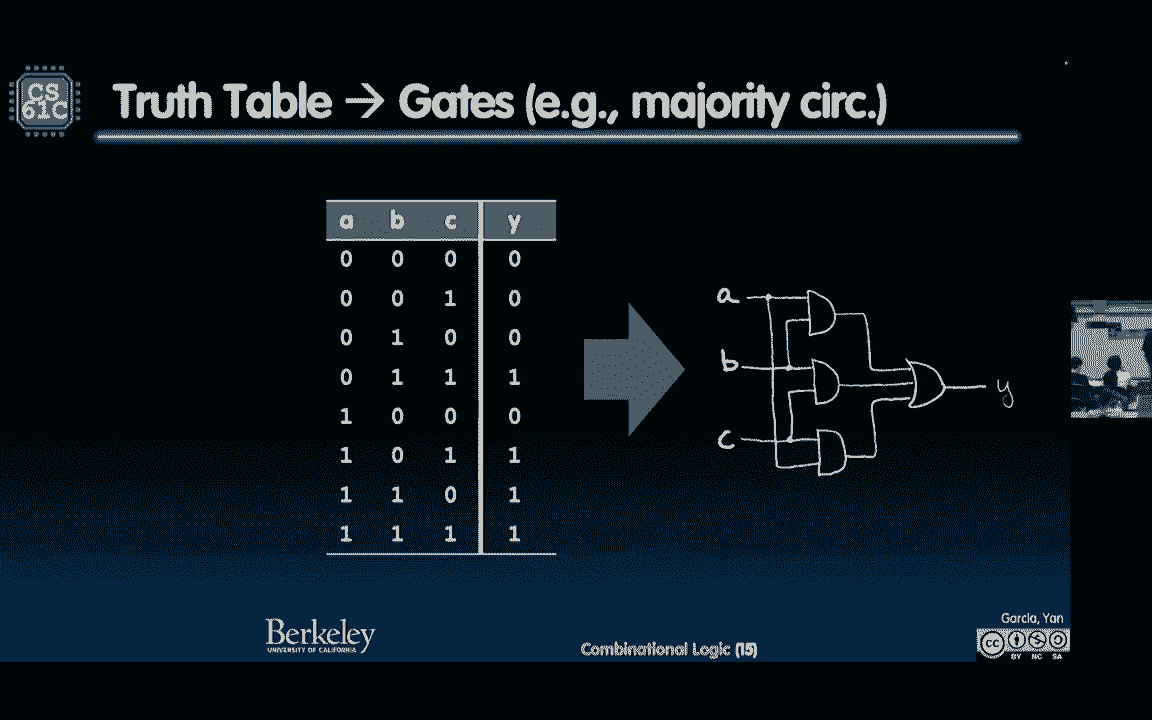 CS
61C
Truth Table → Gates (e.g., majority circ.)
a b c y
0 0 0 0
0 0 1 0
0 1 0 0
0 1 1 1
1 0 0 0
1 0 1 1
1 1 0 1
1 1 1 1
a
b
c
y
Berkeley
UNIVERSITY OF CALIFORNIA
Combinational Logic (15)
Garcia, Yan
cc
BY NC SA